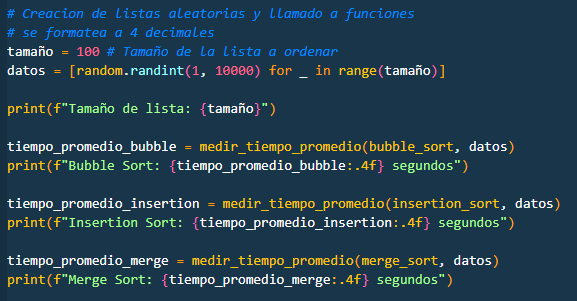 # Creacion de listas aleatorias y llamado a funciones
# se formatea a 4 decimales
tamaño = 100 # Tamaño de la lista a ordenar
datos = [random.randint(1, 10000) for _ in range(tamaño)]
print(f"Tamaño de lista: {tamaño}")
tiempo_promedio_bubble = medir_tiempo_promedio(bubble_sort, datos)
print(f"Bubble Sort: {tiempo_promedio_bubble:.4f} segundos")
tiempo_promedio_insertion = medir_tiempo_promedio(insertion_sort, datos)
print(f"Insertion Sort: {tiempo_promedio_insertion:.4f} segundos")
tiempo_promedio_merge = medir_tiempo_promedio(merge_sort, datos)
print(f"Merge Sort: {tiempo_promedio_merge:.4f} segundos")